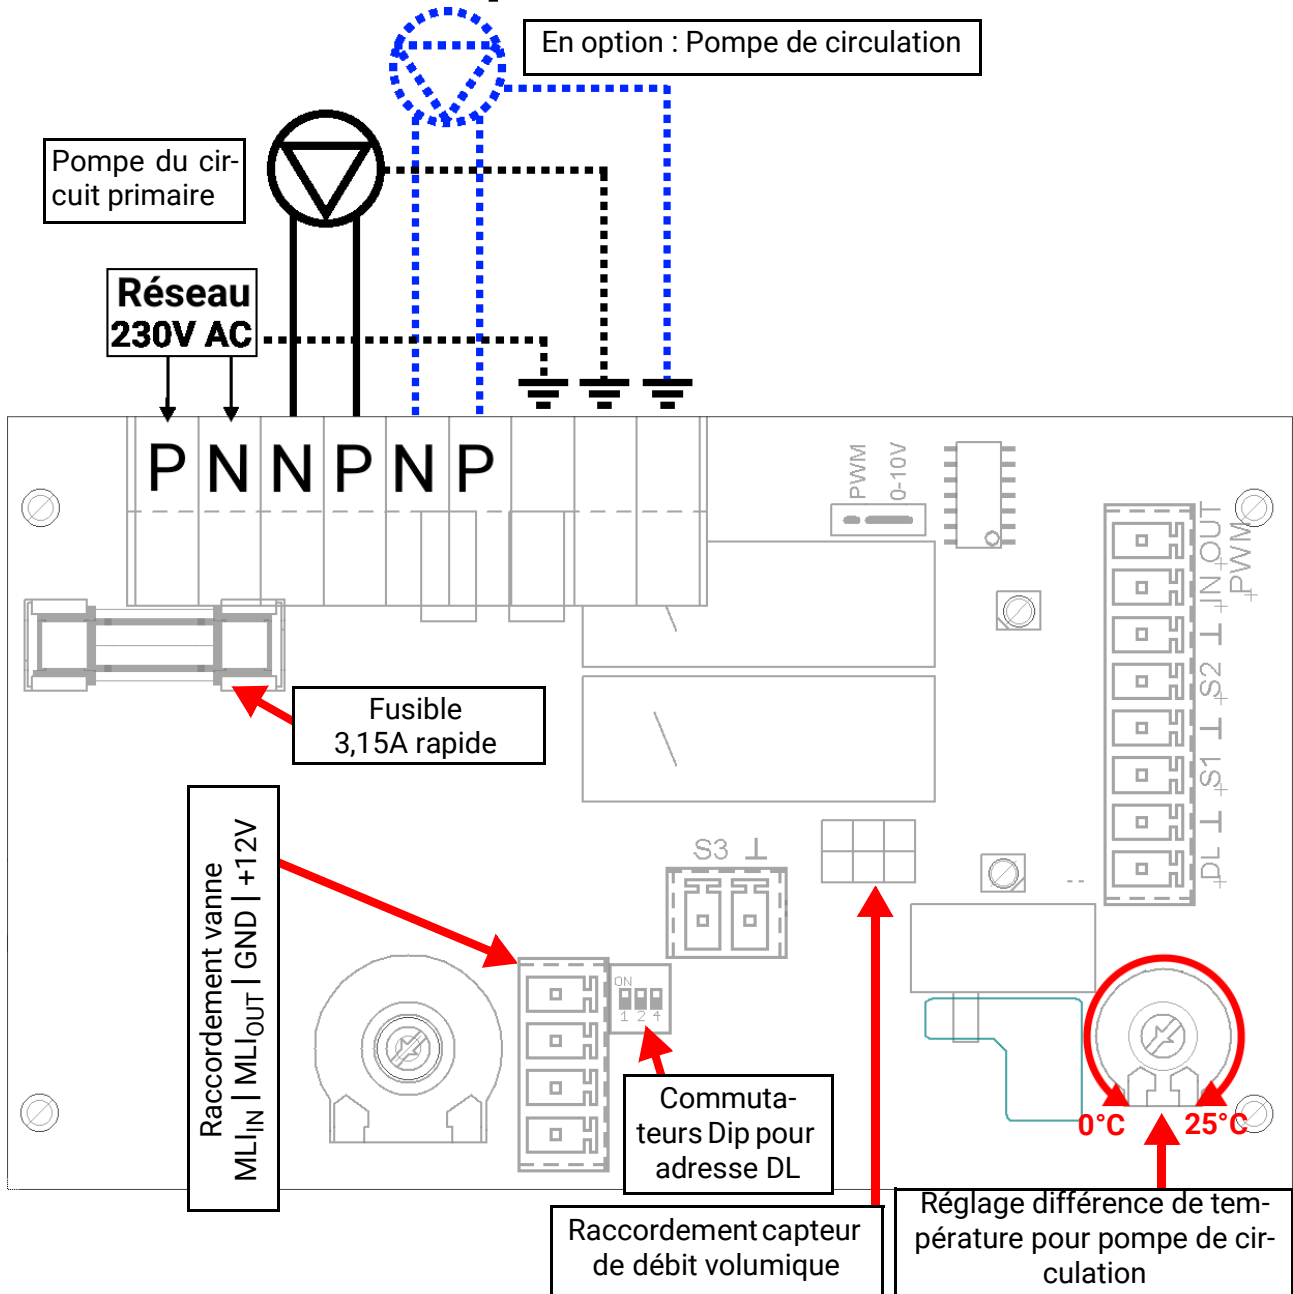 En option : Pompe de circulation
Pompe du cir-
cuit primaire
Réseau
230V AC
P N N P N P
PWM
0-10V
OUT
IN
PWM
⊥
S2
⊥
S1
⊥
DL
Fusible
3,15A rapide
Raccordement vanne
MLI_IN | MLI_OUT | GND | +12V
S3 ⊥
ON
1 2 4
Commuta-
teurs Dip pour
adresse DL
0°C
25°C
Raccordement capteur
de débit volumique
Réglage différence de tem-
pérature pour pompe de cir-
culation